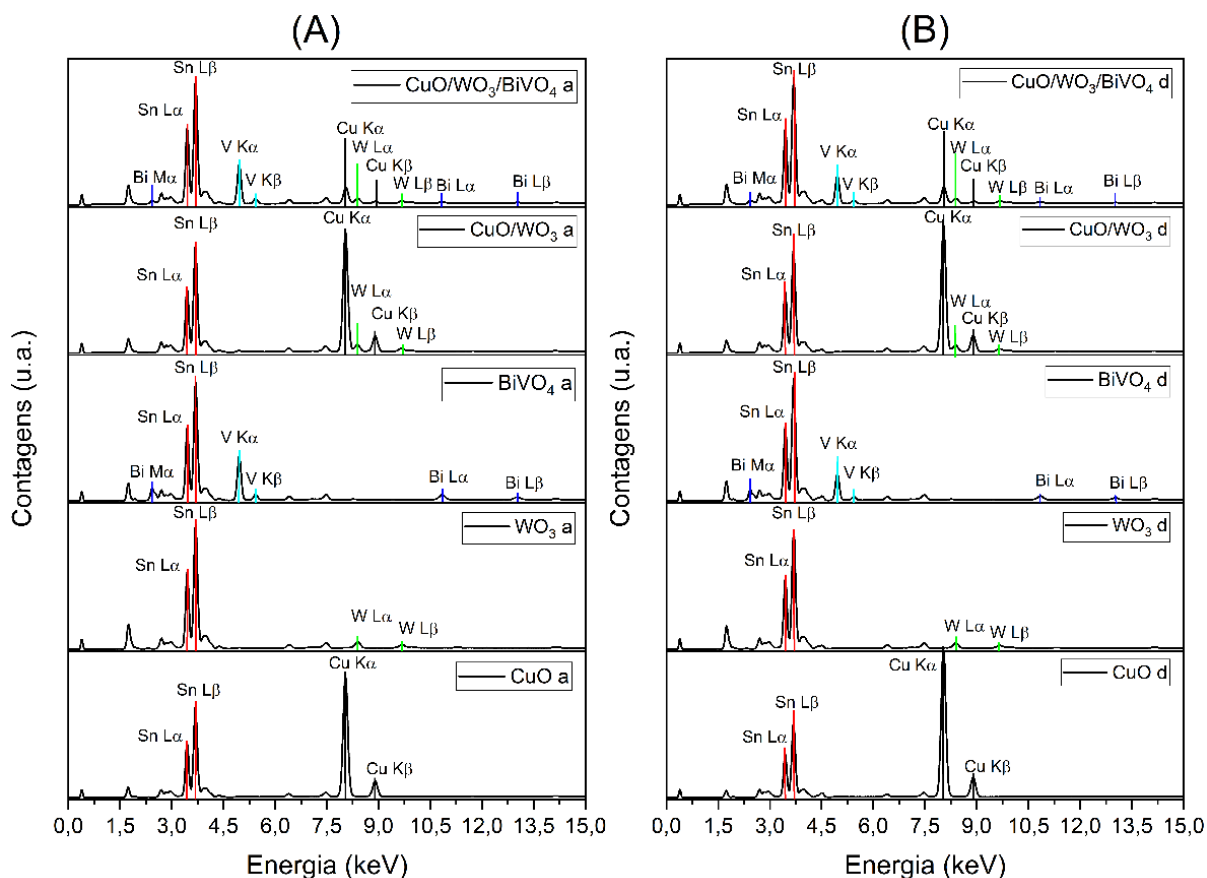 (A)
Sn Lβ
CuO/WO₃/BiVO₄ a
Sn Lα
Cu Kα
V Kα
W Lα
Cu Kβ
Bi Mα
V Kβ
W Lβ
Bi Lα
Bi Lβ
Cu Kα
Sn Lβ
CuO/WO₃ a
Sn Lα
W Lα
Cu Kβ
W Lβ
Sn Lβ
BiVO₄ a
Sn Lα
V Kα
Bi Mα
V Kβ
Bi Lα
Bi Lβ
Sn Lβ
WO₃ a
Sn Lα
W Lα
W Lβ
Cu Kα
CuO a
Sn Lβ
Sn Lα
Cu Kβ
0,0 1,5 3,0 4,5 6,0 7,5 9,0 10,5 12,0 13,5 15,0
Energia (keV)
Contagens (u.a.)
(B)
Sn Lβ
CuO/WO₃/BiVO₄ d
Sn Lα
Cu Kα
V Kα
W Lα
Cu Kβ
Bi Mα
V Kβ
W Lβ
Bi Lα
Bi Lβ
Cu Kα
Sn Lβ
CuO/WO₃ d
Sn Lα
W Lα
Cu Kβ
W Lβ
Sn Lβ
BiVO₄ d
Sn Lα
V Kα
Bi Mα
V Kβ
Bi Lα
Bi Lβ
Sn Lβ
WO₃ d
Sn Lα
W Lα
W Lβ
Cu Kα
CuO d
Sn Lβ
Sn Lα
Cu Kβ
0,0 1,5 3,0 4,5 6,0 7,5 9,0 10,5 12,0 13,5 15,0
Energia (keV)
Contagens (u.a.)